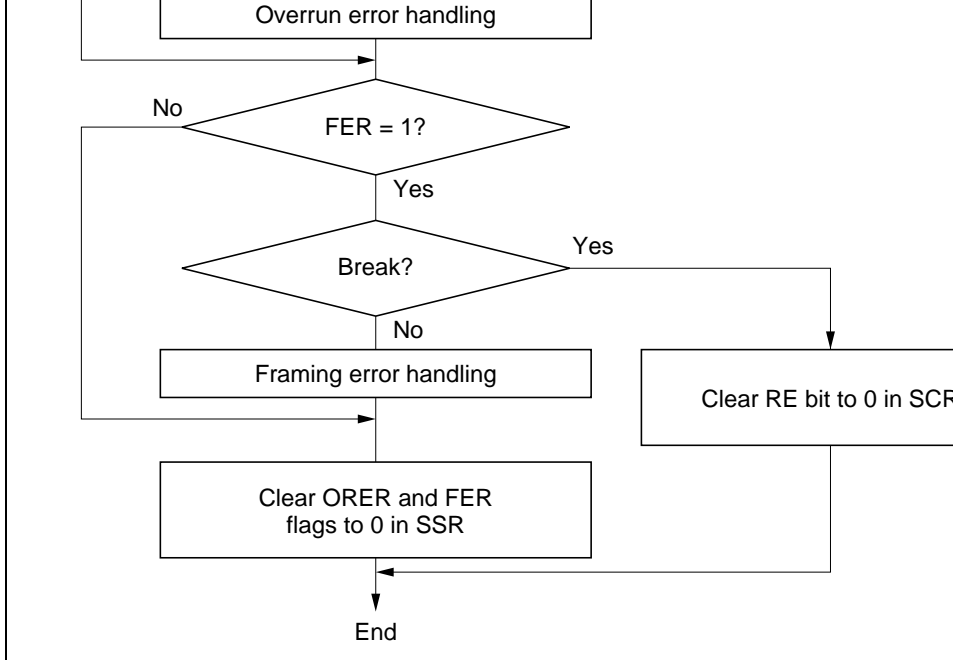 Overrun error handling
No
FER = 1?
Yes
Break?
Yes
No
Framing error handling
Clear RE bit to 0 in
Clear ORER and FER
flags to 0 in SSR
End